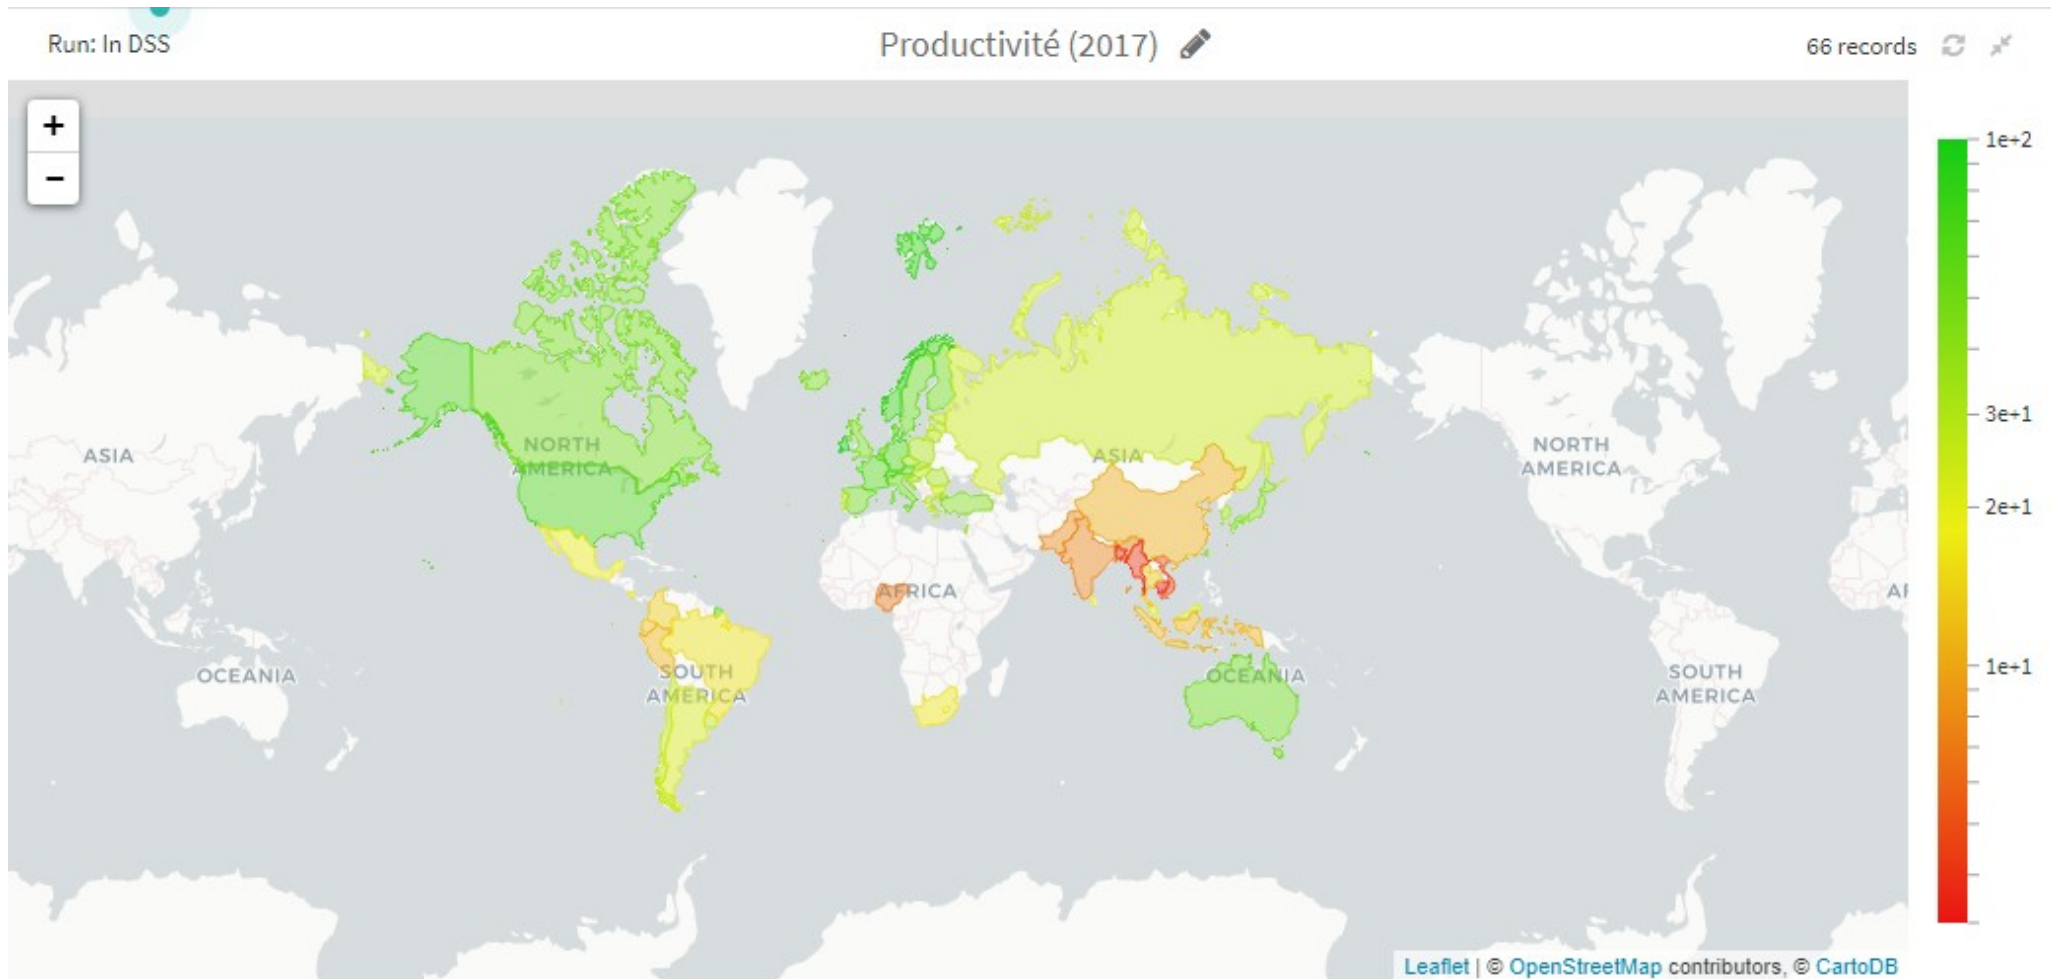 Run: In DSS
Productivité (2017)
66 records
+
−
1e+2
3e+1
2e+1
1e+1
ASIA
NORTH
AMERICA
ASIA
NORTH
AMERICA
AFRICA
AF
OCEANIA
SOUTH
AMERICA
OCEANIA
SOUTH
AMERICA
Leaflet | © OpenStreetMap contributors, © CartoDB